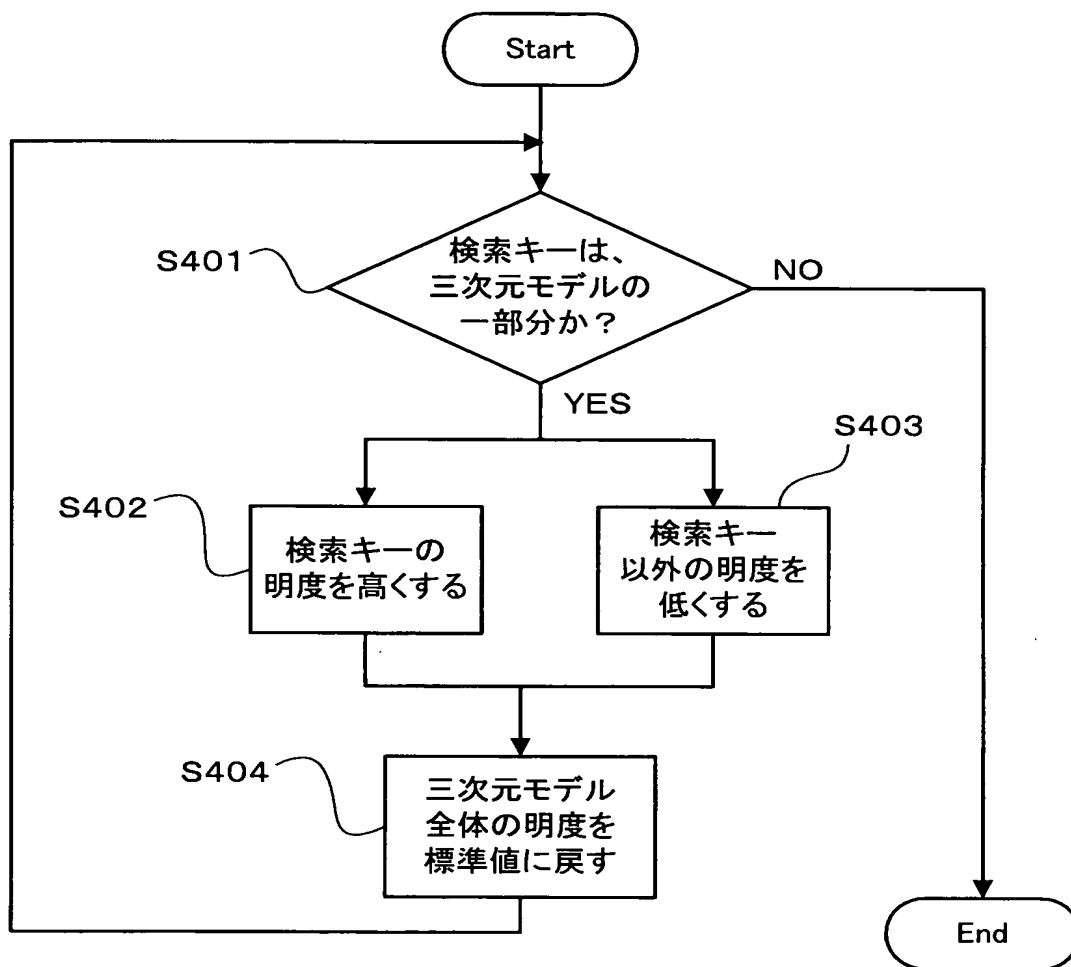 Start
S401
検索キーは、
三次元モデルの
一部分か？
NO
YES
S403
S402
検索キーの
明度を高くする
検索キー
以外の明度を
低くする
S404
三次元モデル
全体の明度を
標準値に戻す
End